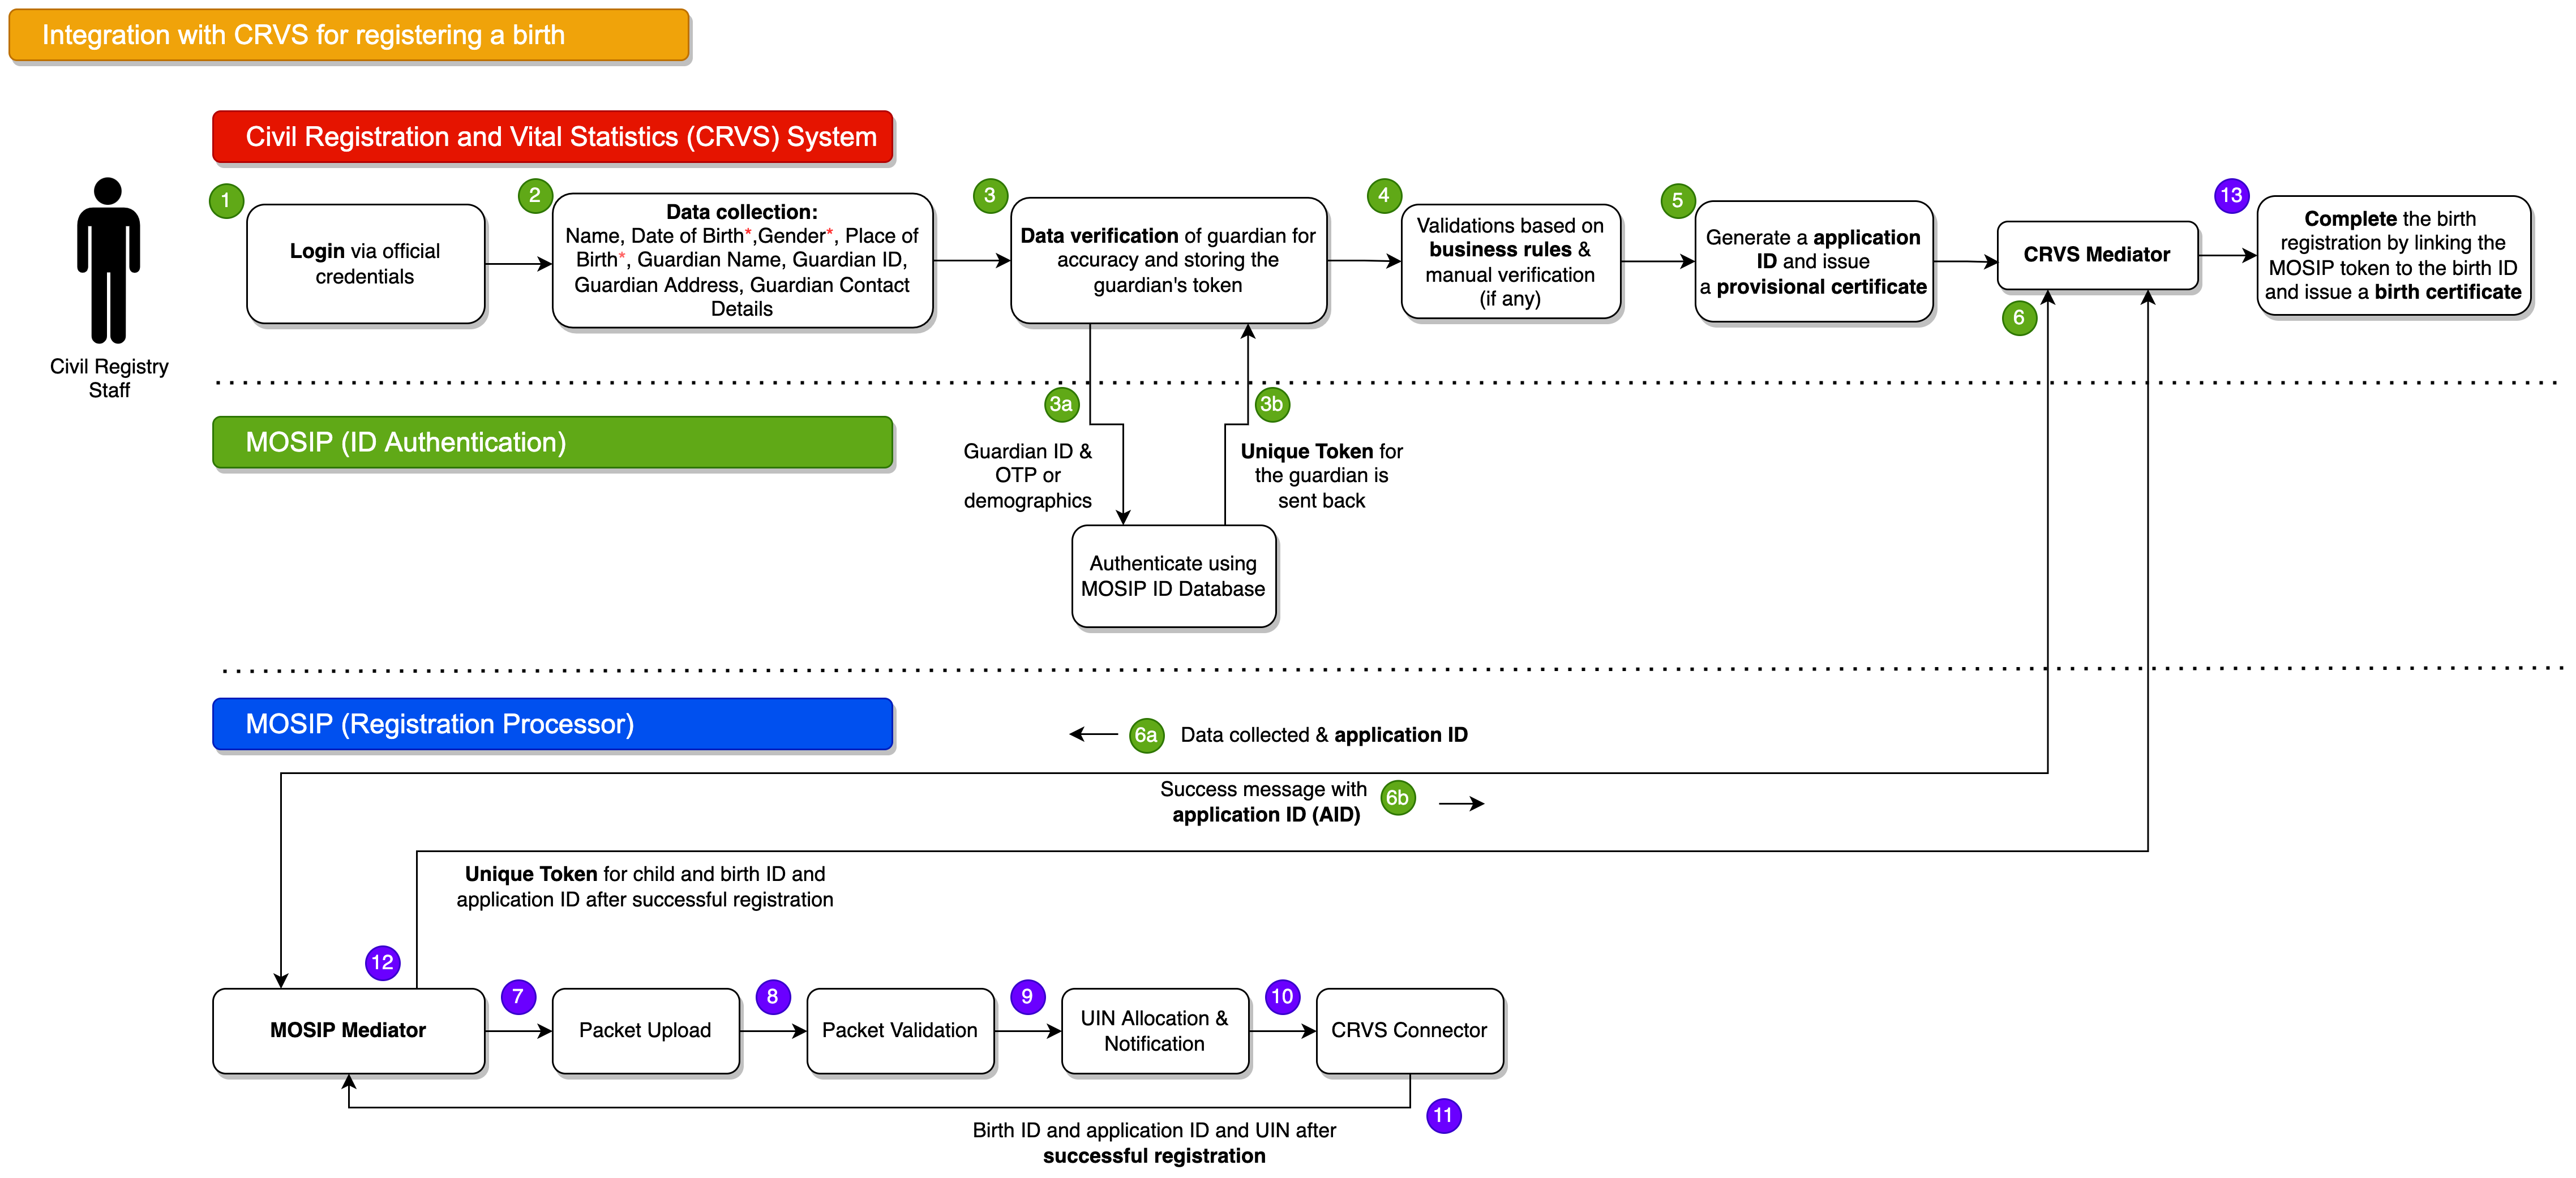 Integration with CRVS for registering a birth
Civil Registration and Vital Statistics (CRVS) System
Civil Registry
Staff
1
Login via official
credentials
2
Data collection:
Name, Date of Birth*,Gender*, Place of
Birth*, Guardian Name, Guardian ID,
Guardian Address, Guardian Contact
Details
3
Data verification of guardian for
accuracy and storing the
guardian's token
4
Validations based on
business rules &
manual verification
(if any)
5
Generate a application
ID and issue
a provisional certificate
CRVS Mediator
6
13
Complete the birth
registration by linking the
MOSIP token to the birth ID
and issue a birth certificate
MOSIP (ID Authentication)
3a
Guardian ID &
OTP or
demographics
3b
Unique Token for
the guardian is
sent back
Authenticate using
MOSIP ID Database
MOSIP (Registration Processor)
6a
Data collected & application ID
Success message with
application ID (AID)
6b
Unique Token for child and birth ID and
application ID after successful registration
12
MOSIP Mediator
7
Packet Upload
8
Packet Validation
9
UIN Allocation &
Notification
10
CRVS Connector
11
Birth ID and application ID and UIN after
successful registration